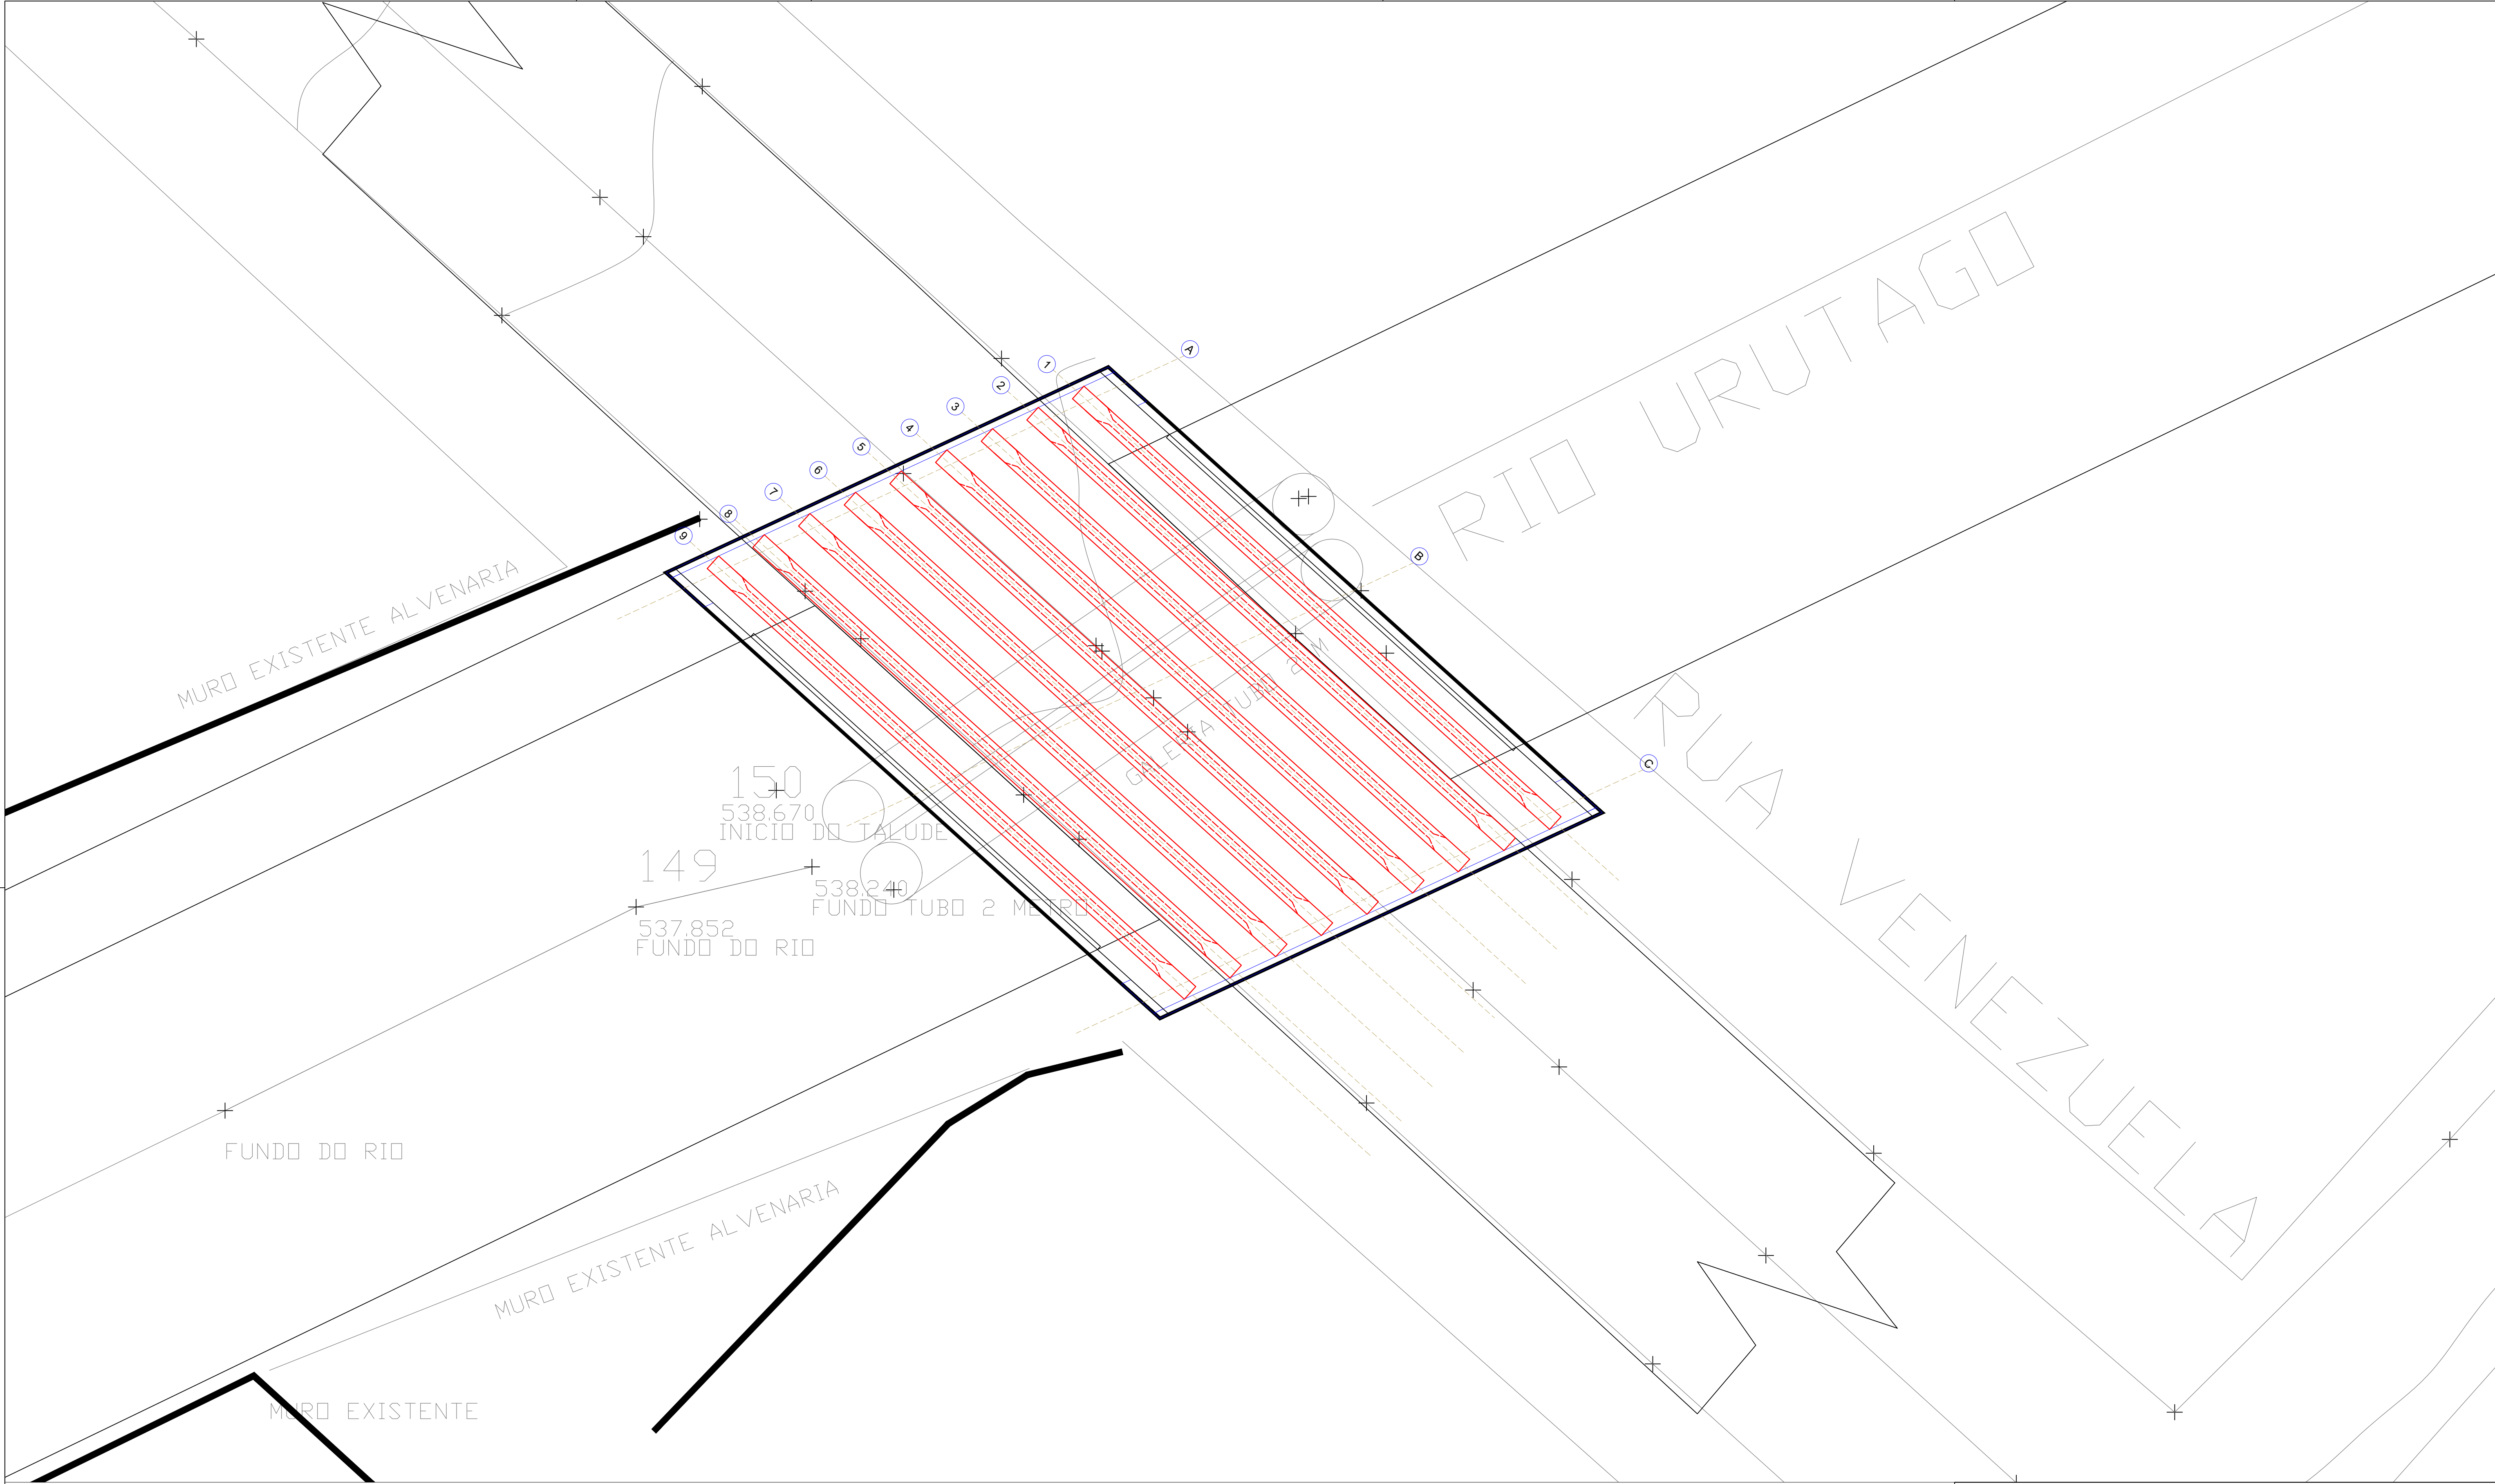 A
1
2
3
4
5
6
7
8
9
B
C
RIO URUTAGO
RUA VENEZUELA
MURO EXISTENTE ALVENARIA
150
538.670
INICIO DO TALUDE
149
538.240
FUNDO TUBO 2 METRO
537.852
FUNDO DO RIO
FUNDO DO RIO
MURO EXISTENTE ALVENARIA
MURO EXISTENTE